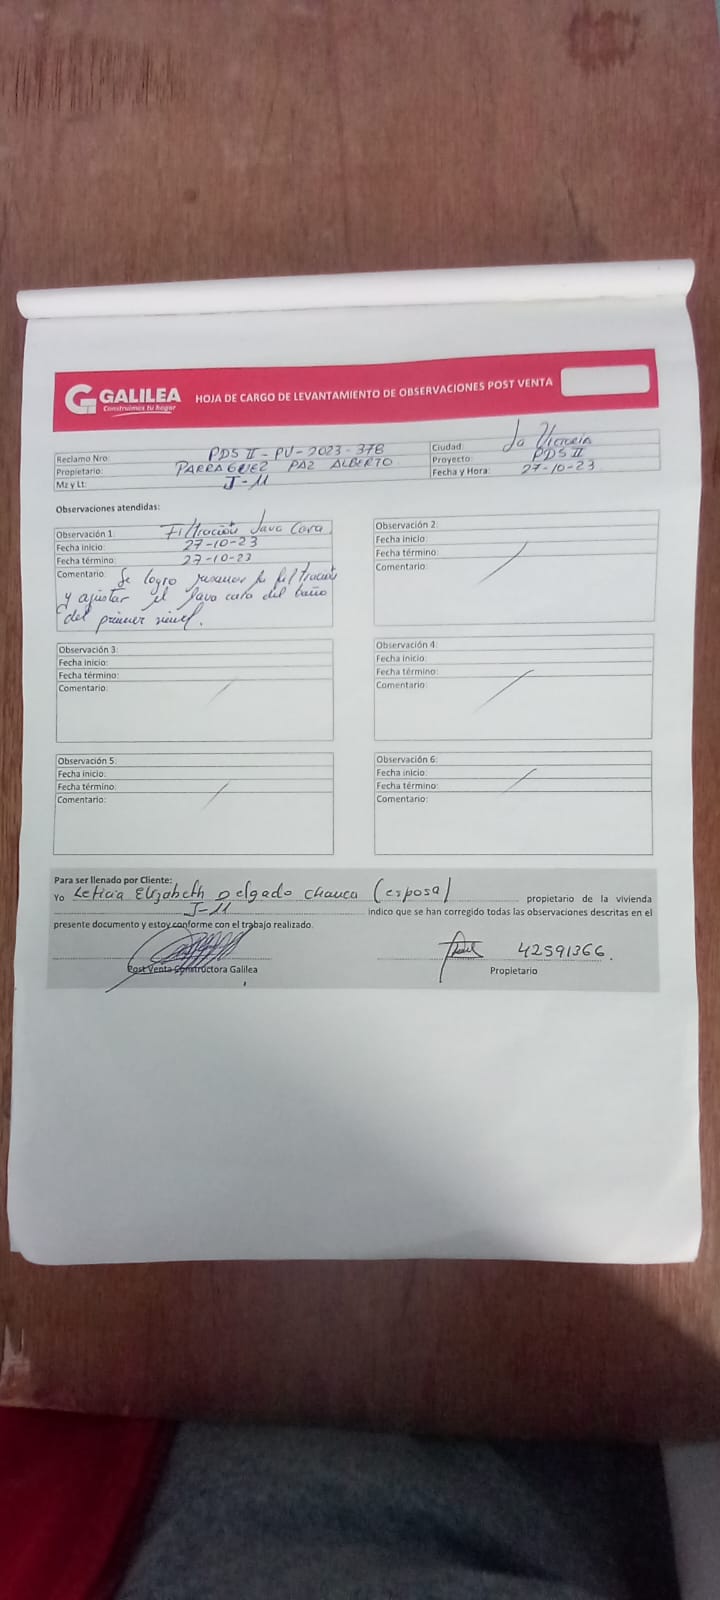 GALILEA
Construimos tu hogar
HOJA DE CARGO DE LEVANTAMIENTO DE OBSERVACIONES POST VENTA
Reclamo Nro: PDS II - PV - 2023 - 378
Propietario: PARRAGUEZ PAZ ALBERTO
Mz y Lt: J-11
Ciudad: La Victoria
Proyecto: PDS II
Fecha y Hora: 27-10-23
Observaciones atendidas:
Observación 1: Filtración Lava Cara
Fecha inicio: 27-10-23
Fecha término: 27-10-23
Comentario: Se logro la filtración
y ajustar el lava cara del baño
del primer nivel.
Observación 2:
Fecha inicio:
Fecha término:
Comentario:
Observación 3:
Fecha inicio:
Fecha término:
Comentario:
Observación 4:
Fecha inicio:
Fecha término:
Comentario:
Observación 5:
Fecha inicio:
Fecha término:
Comentario:
Observación 6:
Fecha inicio:
Fecha término:
Comentario:
Para ser llenado por Cliente:
Yo Leticia Elizabeth Delgado Chauca (esposa) propietario de la vivienda
J-11 indico que se han corregido todas las observaciones descritas en el
presente documento y estoy conforme con el trabajo realizado.
42591366.
Post Venta Constructora Galilea
Propietario